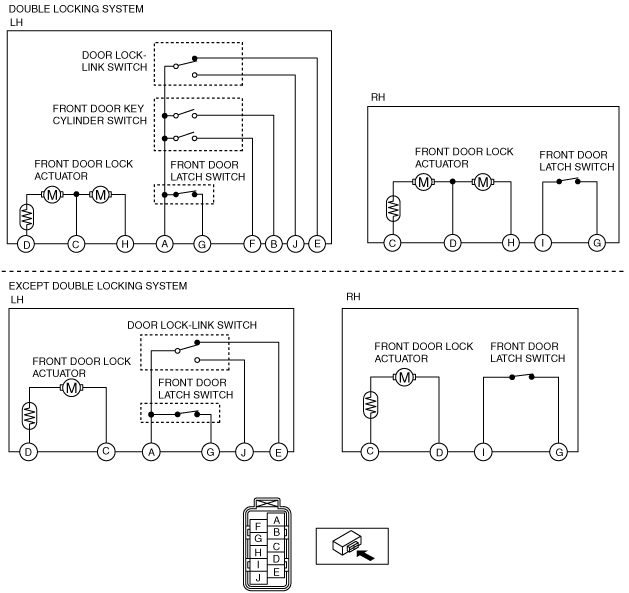 DOUBLE LOCKING SYSTEM
LH
DOOR LOCK-
LINK SWITCH
FRONT DOOR KEY
CYLINDER SWITCH
FRONT DOOR LOCK
ACTUATOR
FRONT DOOR
LATCH SWITCH
M M
D C H A G F B J E
RH
FRONT DOOR LOCK
ACTUATOR
FRONT DOOR
LATCH SWITCH
M M
C D H I G
EXCEPT DOUBLE LOCKING SYSTEM
LH
DOOR LOCK-LINK SWITCH
FRONT DOOR LOCK
ACTUATOR
FRONT DOOR
LATCH SWITCH
M
D C A G J E
RH
FRONT DOOR LOCK
ACTUATOR
FRONT DOOR
LATCH SWITCH
M
C D I G
A
F
B
G
C
H
D
I
E
J